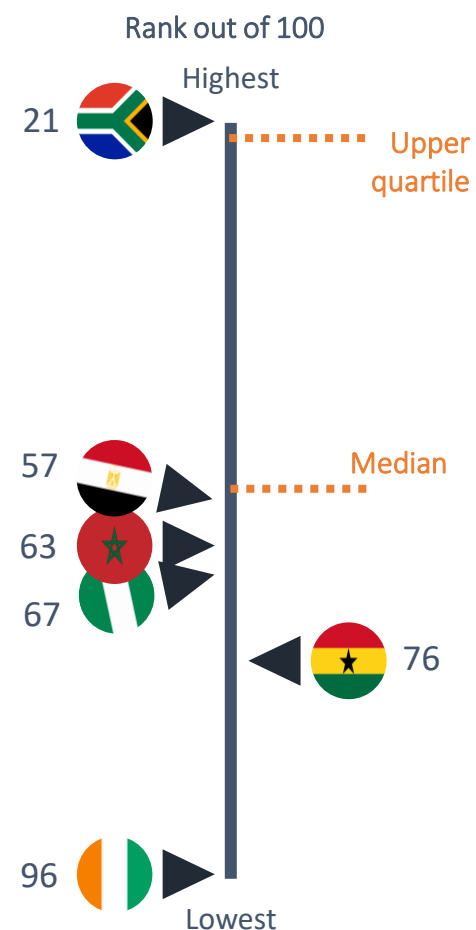 Rank out of 100
Highest
21
Upper
quartile
57
Median
63
67
76
96
Lowest